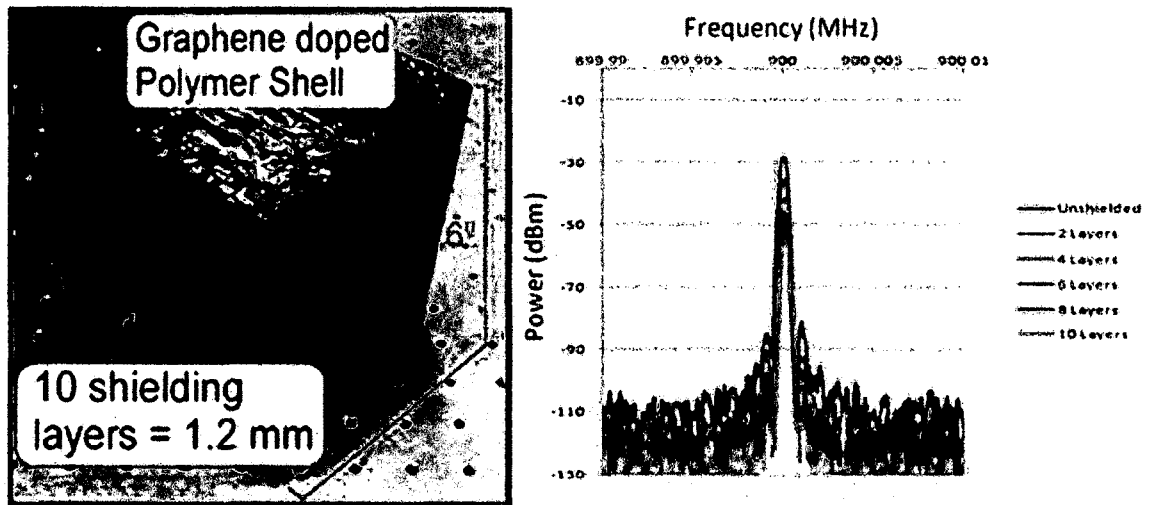 Graphene doped
Polymer Shell
10 shielding
layers = 1.2 mm
Frequency (MHz)
899.99 899.995 900 900.005 900.01
-10
-30
-50
-70
-90
-110
-130
Power (dBm)
Unshielded
2 Layers
4 Layers
6 Layers
8 Layers
10 Layers